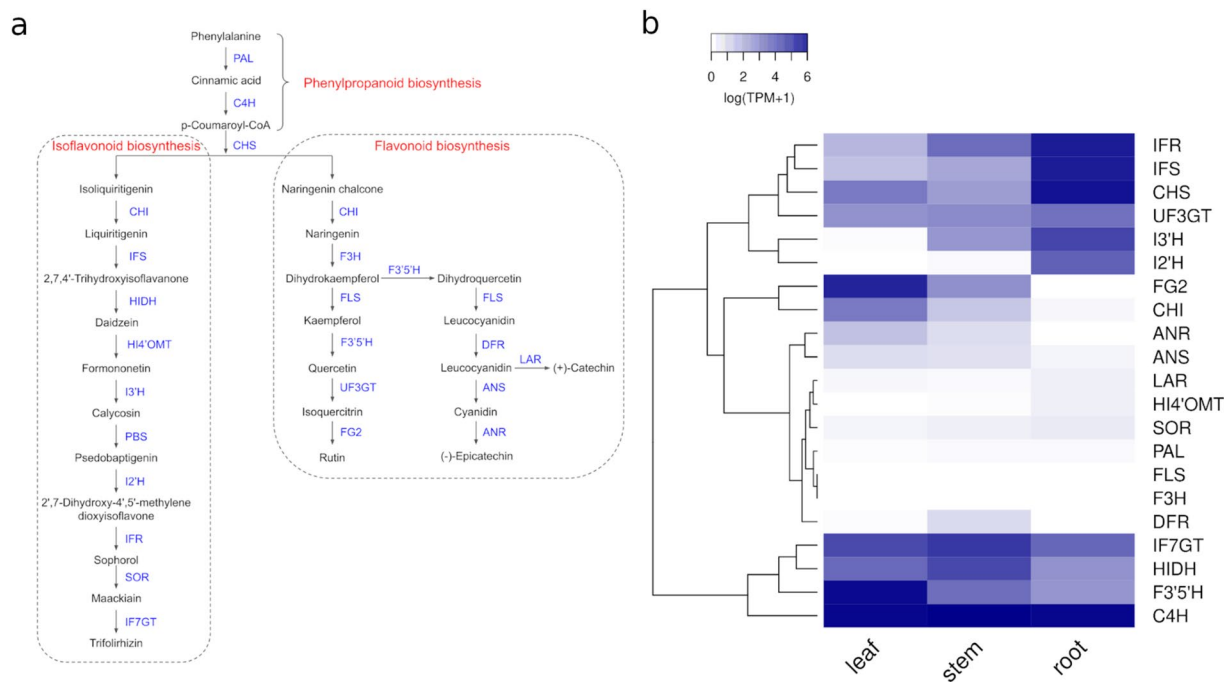 a
Phenylalanine
PAL
Cinnamic acid
C4H
p-Coumaroyl-CoA
Phenylpropanoid biosynthesis
CHS
Isoflavonoid biosynthesis
Isoliquiritigenin
CHI
Liquiritigenin
IFS
2,7,4'-Trihydroxyisoflavanone
HIDH
Daidzein
HI4'OMT
Formononetin
I3'H
Calycosin
PBS
Psedobaptigenin
I2'H
2',7-Dihydroxy-4',5'-methylene
dioxyisoflavone
IFR
Sophorol
SOR
Maackiain
IF7GT
Trifolirhizin
Flavonoid biosynthesis
Naringenin chalcone
CHI
Naringenin
F3H
Dihydrokaempferol
F3'5'H
Dihydroquercetin
FLS
Kaempferol
F3'5'H
Quercetin
UF3GT
Isoquercitrin
FG2
Rutin
FLS
Leucocyanidin
DFR
Leucocyanidin
LAR
(+)-Catechin
ANS
Cyanidin
ANR
(-)-Epicatechin
b
0 2 4 6
log(TPM+1)
IFR
IFS
CHS
UF3GT
I3'H
I2'H
FG2
CHI
ANR
ANS
LAR
HI4'OMT
SOR
PAL
FLS
F3H
DFR
IF7GT
HIDH
F3'5'H
C4H
leaf
stem
root